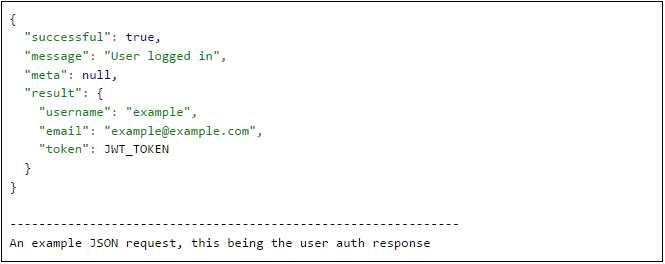 {
  "successful": true,
  "message": "User logged in",
  "meta": null,
  "result": {
    "username": "example",
    "email": "example@example.com",
    "token": JWT_TOKEN
  }
}
--------------------------------------------------------------
An example JSON request, this being the user auth response